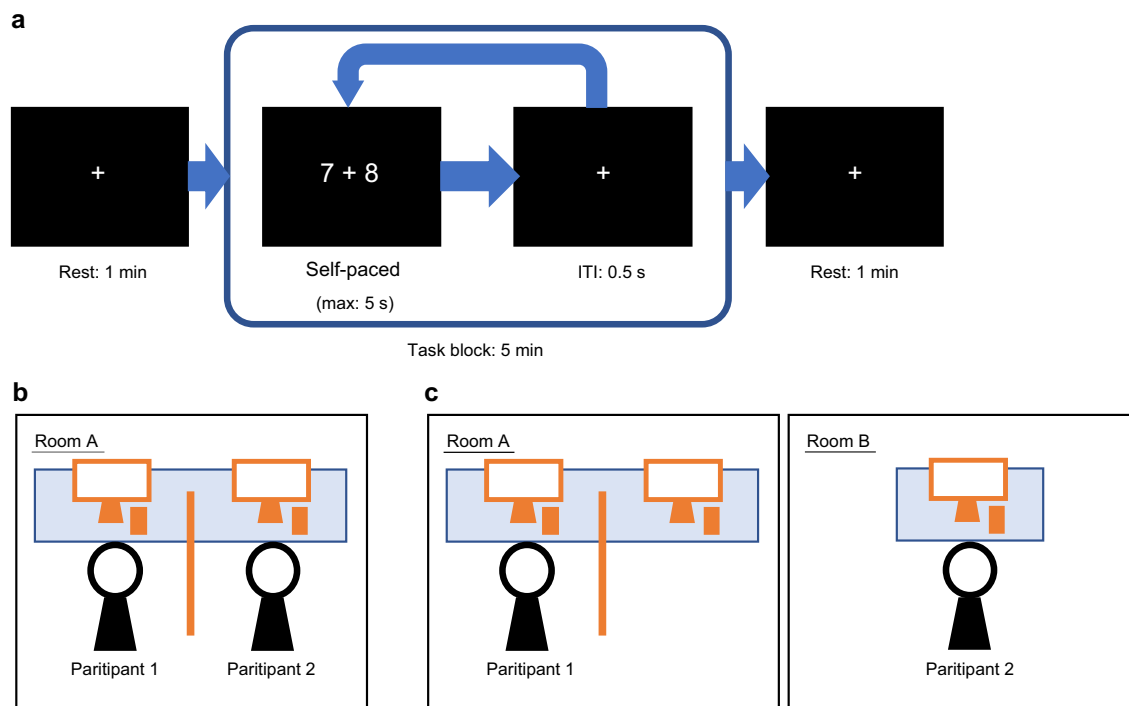 a
+
7 + 8
+
+
Rest: 1 min
Self-paced
(max: 5 s)
ITI: 0.5 s
Rest: 1 min
Task block: 5 min
b
Room A
Paritipant 1
Paritipant 2
c
Room A
Paritipant 1
Room B
Paritipant 2